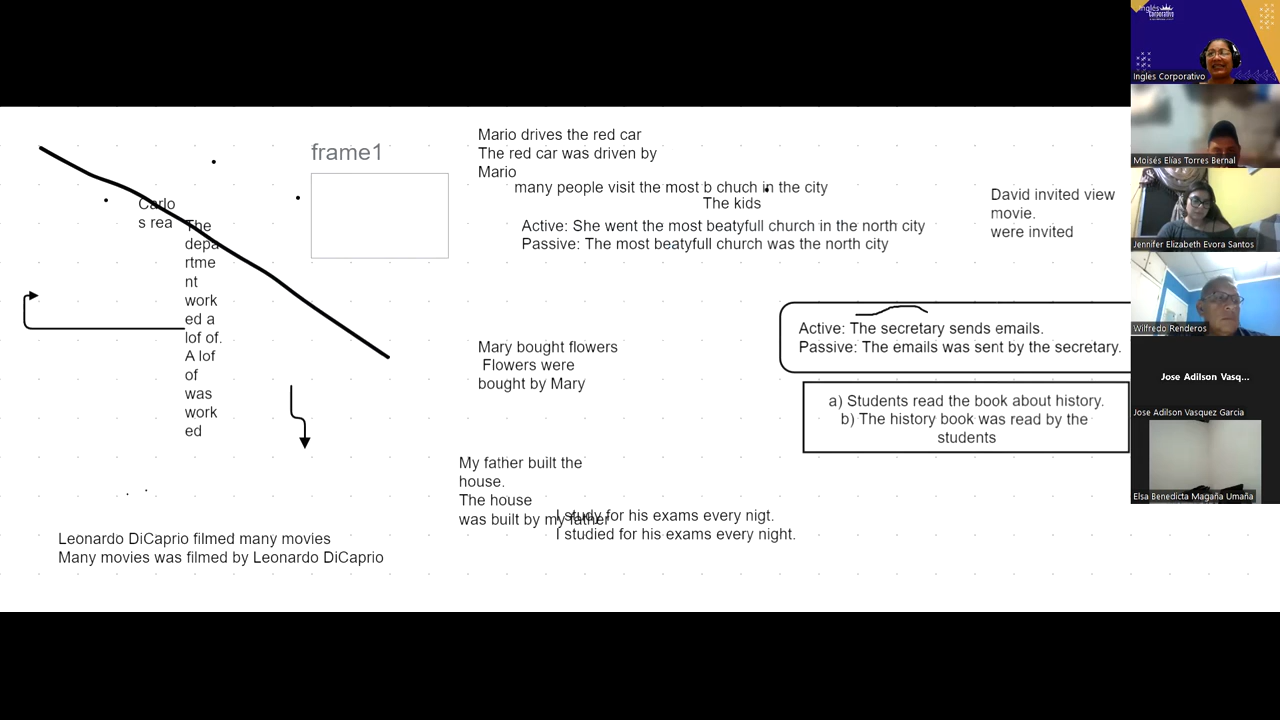 frame1
Mario drives the red car
The red car was driven by
Mario
many people visit the most b chuch in the city
The kids
Active: She went the most beatyfull church in the north city
Passive: The most beatyfull church was the north city
David invited view
movie.
were invited
Carlo
s rea
The
depa
rtme
nt
work
ed a
lof of.
A lof
of
was
work
ed
Mary bought flowers
Flowers were
bought by Mary
Active: The secretary sends emails.
Passive: The emails was sent by the secretary.
a) Students read the book about history.
b) The history book was read by the
students
My father built the
house.
The house
was built by my father
I study for his exams every nigt.
I studied for his exams every night.
Leonardo DiCaprio filmed many movies
Many movies was filmed by Leonardo DiCaprio
Inglés
Corporativo
Ingles Corporativo
Moisés Elías Torres Bernal
Jennifer Elizabeth Evora Santos
Wilfredo Renderos
Jose Adilson Vasq...
Jose Adilson Vasquez Garcia
Elsa Benedicta Magaña Umaña